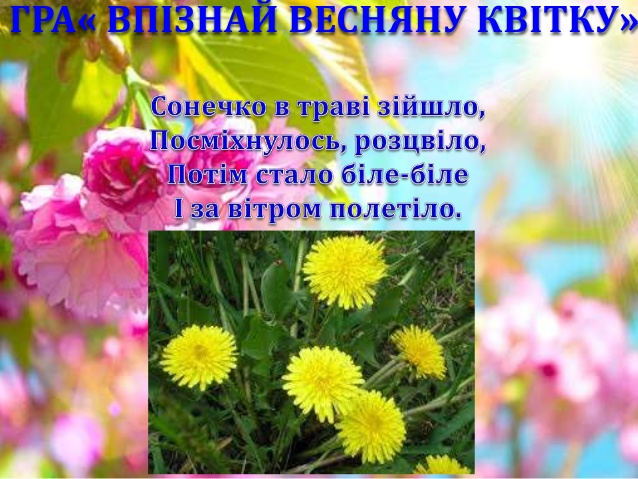 ГРА« ВПІЗНАЙ ВЕСНЯНУ КВІТКУ»
Сонечко в траві зійшло,
Посміхнулось, розцвіло,
Потім стало біле-біле
І за вітром полетіло.